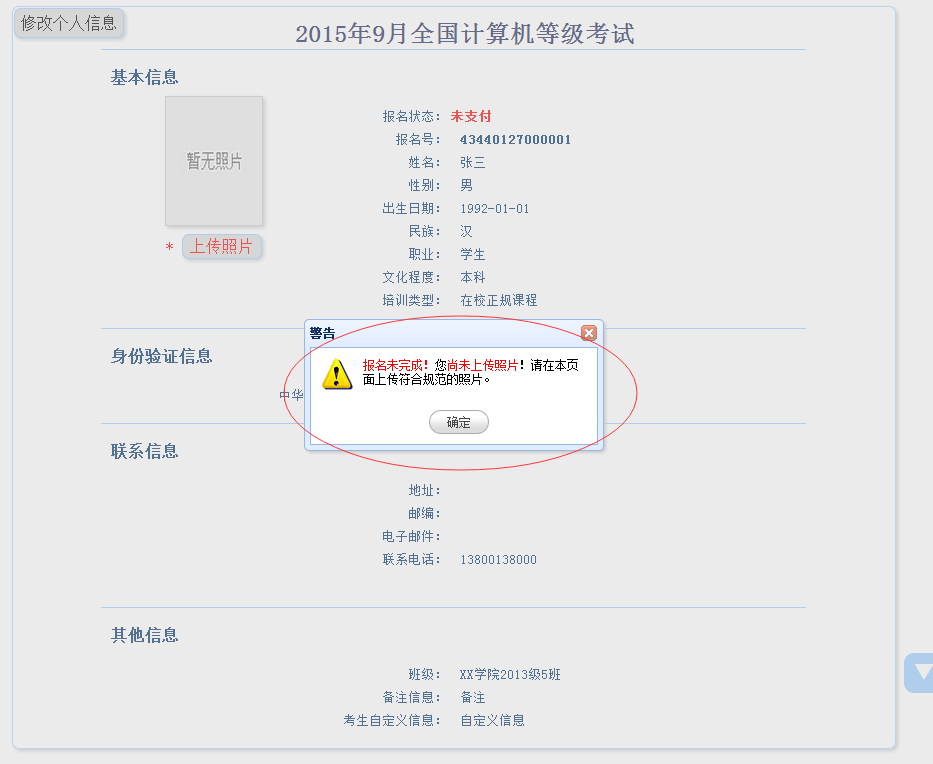 修改个人信息
2015年9月全国计算机等级考试
基本信息
暂无照片
* 上传照片
报名状态： 未支付
报名号： 43440127000001
姓名： 张三
性别： 男
出生日期： 1992-01-01
民族： 汉
职业： 学生
文化程度： 本科
培训类型： 在校正规课程
身份验证信息
中华
警告
报名未完成！您尚未上传照片！请在本页
面上传符合规范的照片。
确定
联系信息
地址：
邮编：
电子邮件：
联系电话： 13800138000
其他信息
班级： XX学院2013级5班
备注信息： 备注
考生自定义信息： 自定义信息